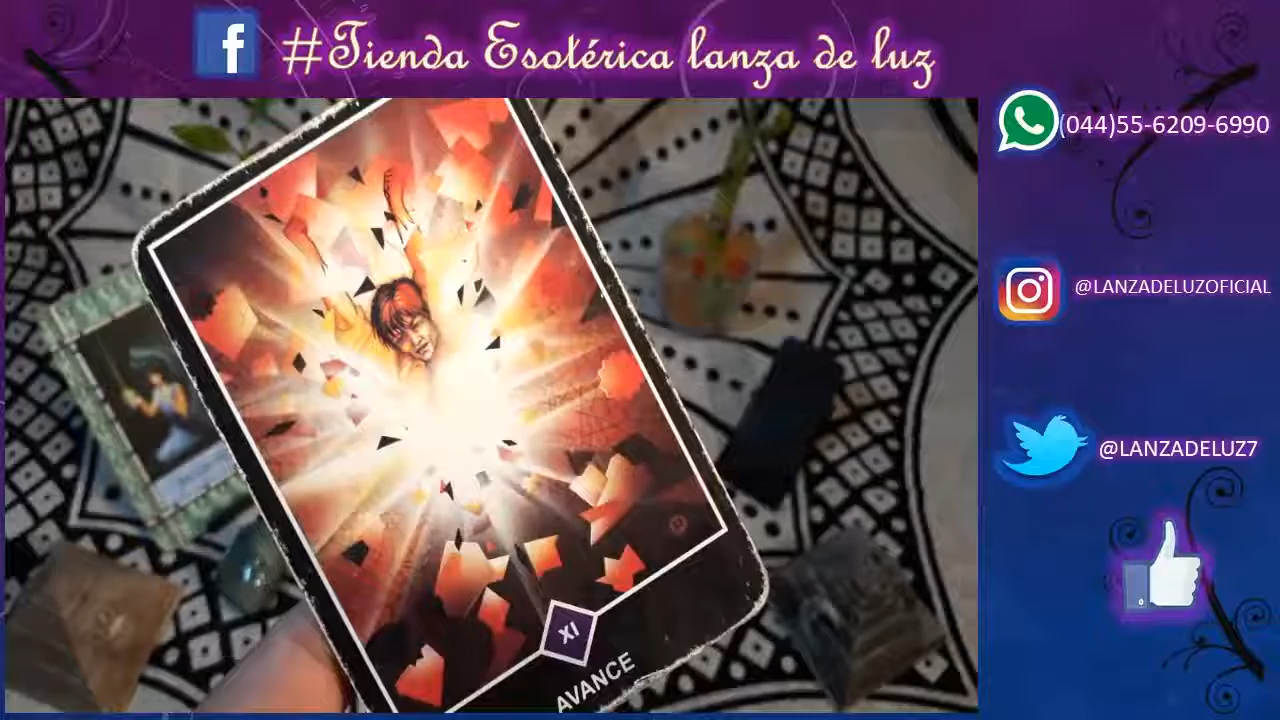 #Tienda Esotérica lanza de luz
(044)55-6209-6990
@LANZADELUZOFICIAL
@LANZADELUZ7
XI
AVANCE